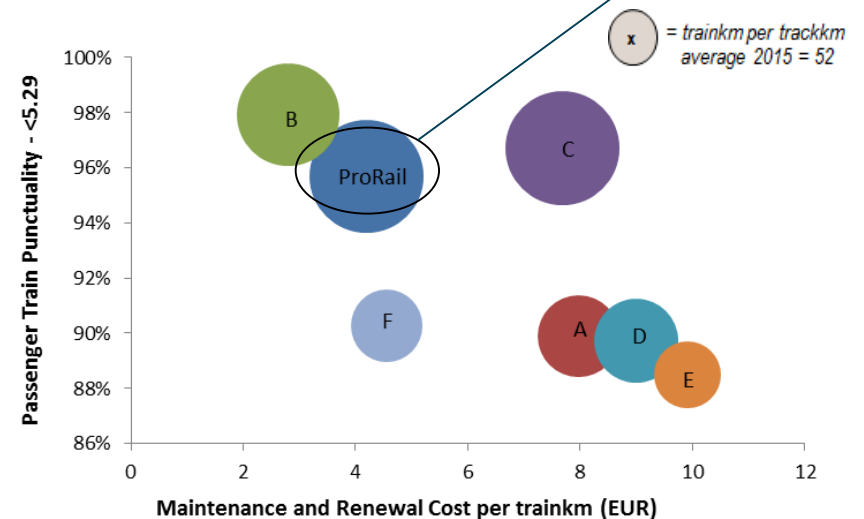 x
= trainkm per trackkm
average 2015 = 52
Passenger Train Punctuality - <5.29
100%
98%
96%
94%
92%
90%
88%
86%
B
ProRail
C
F
A
D
E
0 2 4 6 8 10 12
Maintenance and Renewal Cost per trainkm (EUR)